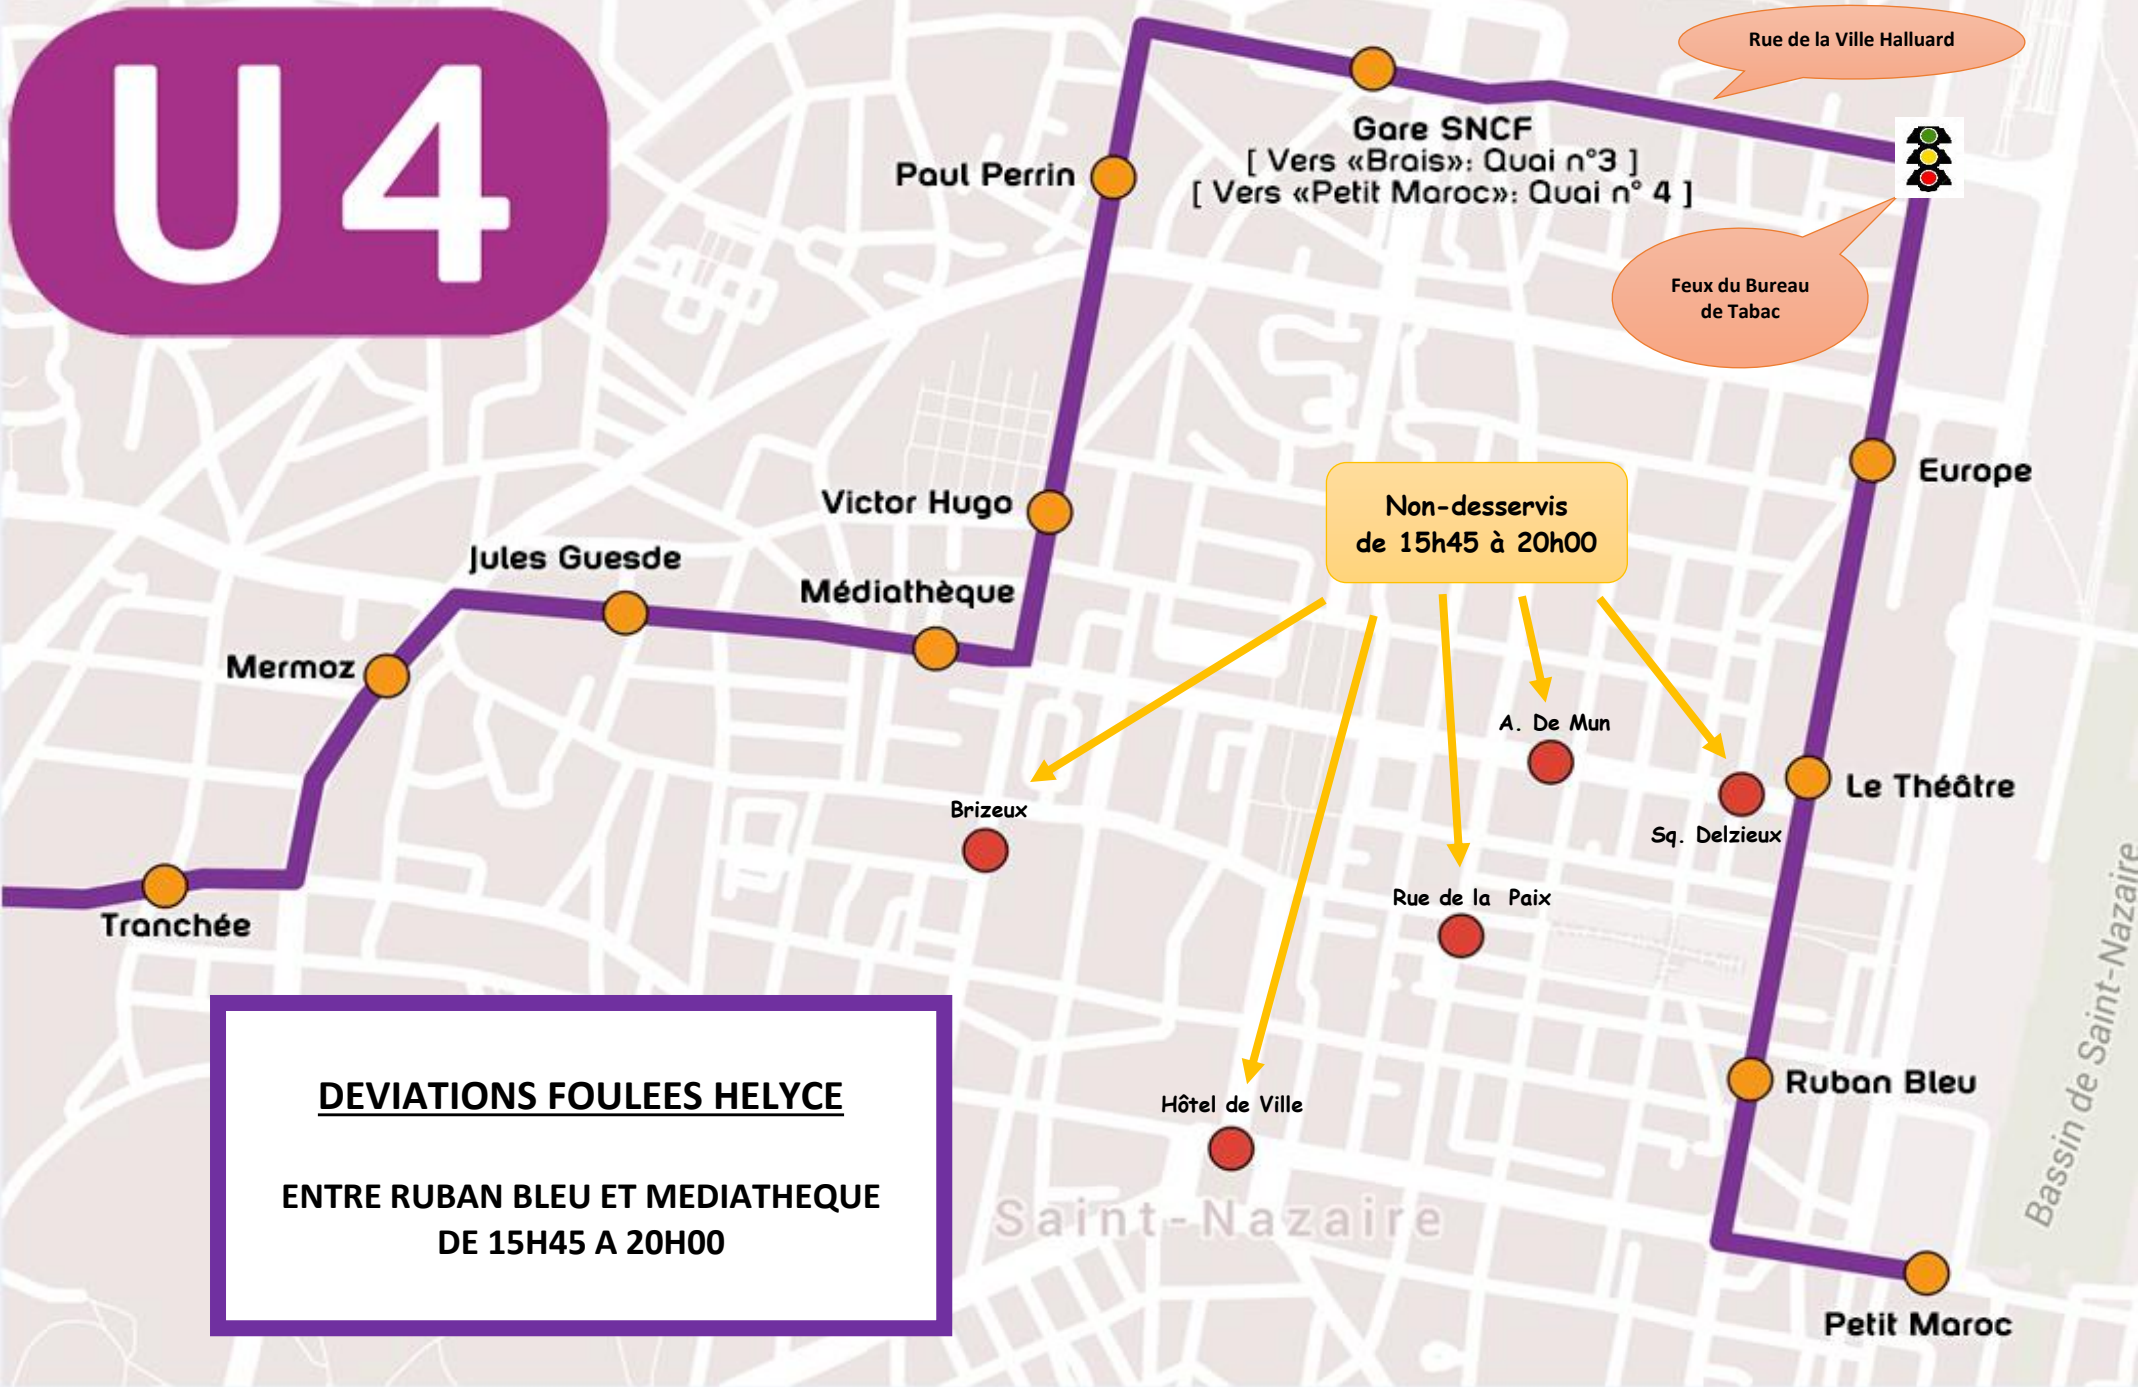 U4
Rue de la Ville Halluard
Gare SNCF
[ Vers «Brais»: Quai n°3 ]
[ Vers «Petit Maroc»: Quai n° 4 ]
Paul Perrin
Feux du Bureau
de Tabac
Europe
Non-desservis
de 15h45 à 20h00
Victor Hugo
Jules Guesde
Médiathèque
Mermoz
A. De Mun
Le Théâtre
Brizeux
Sq. Delzieux
Rue de la Paix
Tranchée
Bassin de Saint-Nazaire
Ruban Bleu
Hôtel de Ville
Saint-Nazaire
Petit Maroc
DEVIATIONS FOULEES HELYCE
ENTRE RUBAN BLEU ET MEDIATHEQUE
DE 15H45 A 20H00